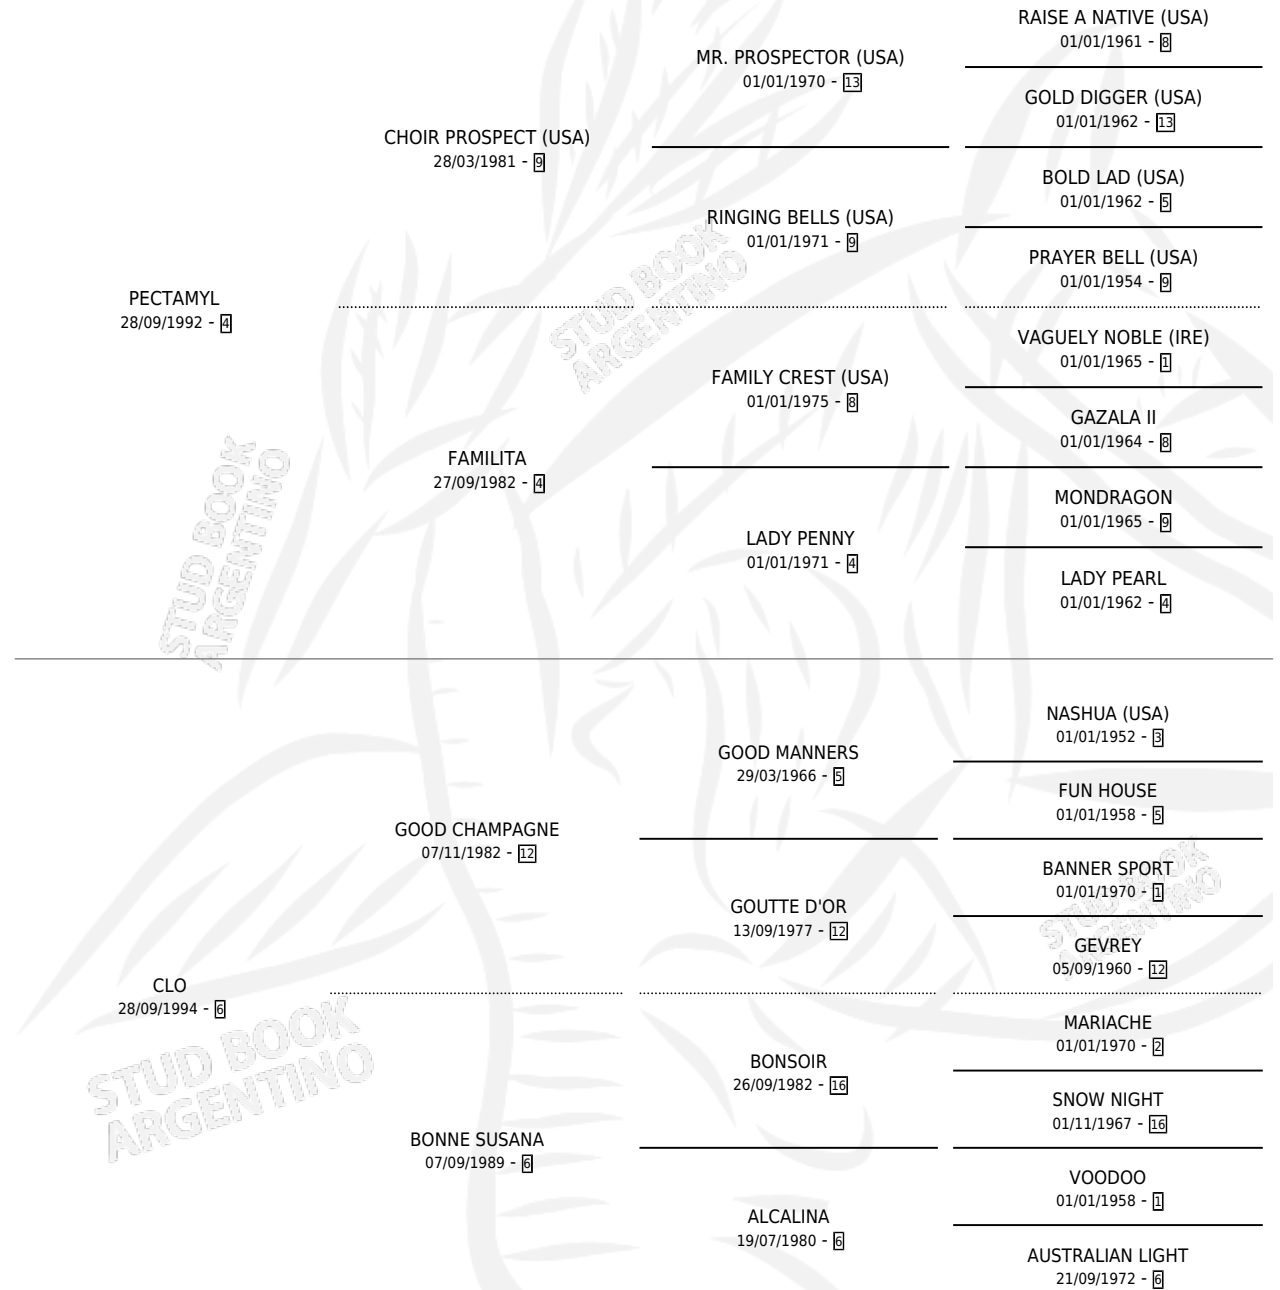 RAISE A NATIVE (USA)
01/01/1961 - 8
MR. PROSPECTOR (USA)
01/01/1970 - 13
GOLD DIGGER (USA)
01/01/1962 - 13
CHOIR PROSPECT (USA)
28/03/1981 - 9
BOLD LAD (USA)
01/01/1962 - 5
RINGING BELLS (USA)
01/01/1971 - 9
PRAYER BELL (USA)
01/01/1954 - 9
PECTAMYL
28/09/1992 - 4
STUD BOOK
ARGENTINO
VAGUELY NOBLE (IRE)
01/01/1965 - 1
FAMILY CREST (USA)
01/01/1975 - 8
GAZALA II
01/01/1964 - 8
FAMILITA
27/09/1982 - 4
STUD BOOK
ARGENTINO
MONDRAGON
01/01/1965 - 9
LADY PENNY
01/01/1971 - 4
LADY PEARL
01/01/1962 - 4
NASHUA (USA)
01/01/1952 - 3
GOOD MANNERS
29/03/1966 - 5
FUN HOUSE
01/01/1958 - 5
GOOD CHAMPAGNE
07/11/1982 - 12
BANNER SPORT
01/01/1970 - 1
STUD BOOK
ARGENTINO
GOUTTE D'OR
13/09/1977 - 12
GEVREY
05/09/1960 - 12
CLO
28/09/1994 - 6
STUD BOOK
ARGENTINO
MARIACHE
01/01/1970 - 2
BONSOIR
26/09/1982 - 16
SNOW NIGHT
01/11/1967 - 16
BONNE SUSANA
07/09/1989 - 6
VOODOO
01/01/1958 - 1
ALCALINA
19/07/1980 - 6
AUSTRALIAN LIGHT
21/09/1972 - 6